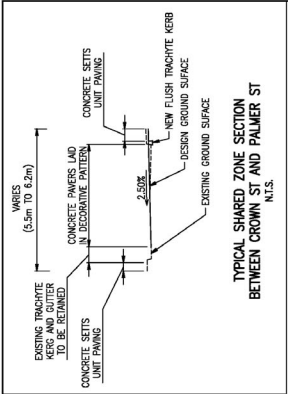 VARIES
(5.5m TO 6.2m)
EXISTING TRACHYTE
KERG AND GUTTER
TO BE RETAINED
CONCRETE PAVERS LAID
IN DECORATIVE PATTERN
CONCRETE SETTS
UNIT PAVING
CONCRETE SETTS
UNIT PAVING
2.50%
NEW FLUSH TRACHYTE KERB
DESIGN GROUND SUFACE
EXISTING GROUND SUFACE
TYPICAL SHARED ZONE SECTION
BETWEEN CROWN ST AND PALMER ST
N.T.S.